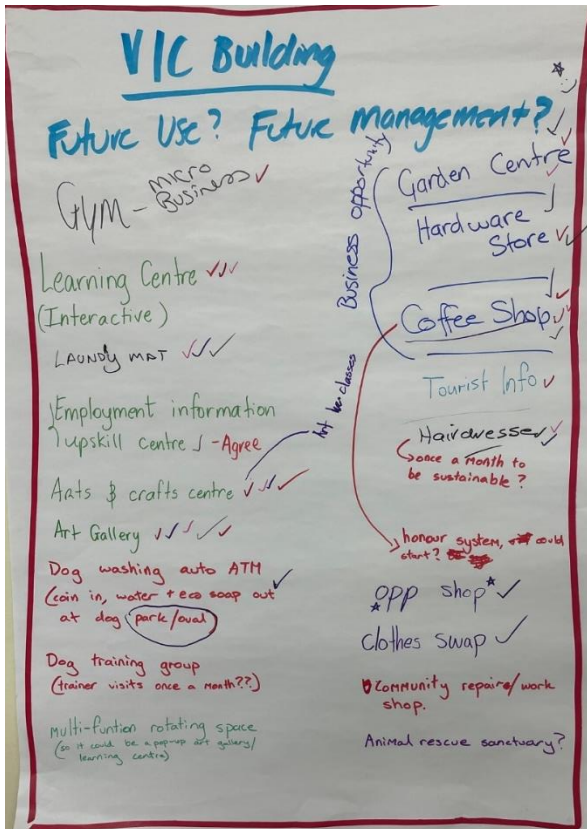 VIC Building
Future Use? Future Management?
Gym - Micro
Business
Learning Centre
(Interactive)
LAUNDY MAT
Employment information
upskill centre - Agree
Arts & crafts centre
Art Gallery
Dog washing auto ATM
(coin in, water + eco soap out
at dog park/oval
Dog training group
(trainer visits once a month??)
Multi-funtion rotating space
(so it could be a pop-up art gallery/
learning centre)
Business opportunity
Garden Centre
Hardware
Store
Coffee Shop
Tourist Info
Hairdresser
once a month to
be sustainable?
honour system, could
start?
opp shop
clothes swap
Community repairs/work
shop.
Animal rescue sanctuary?